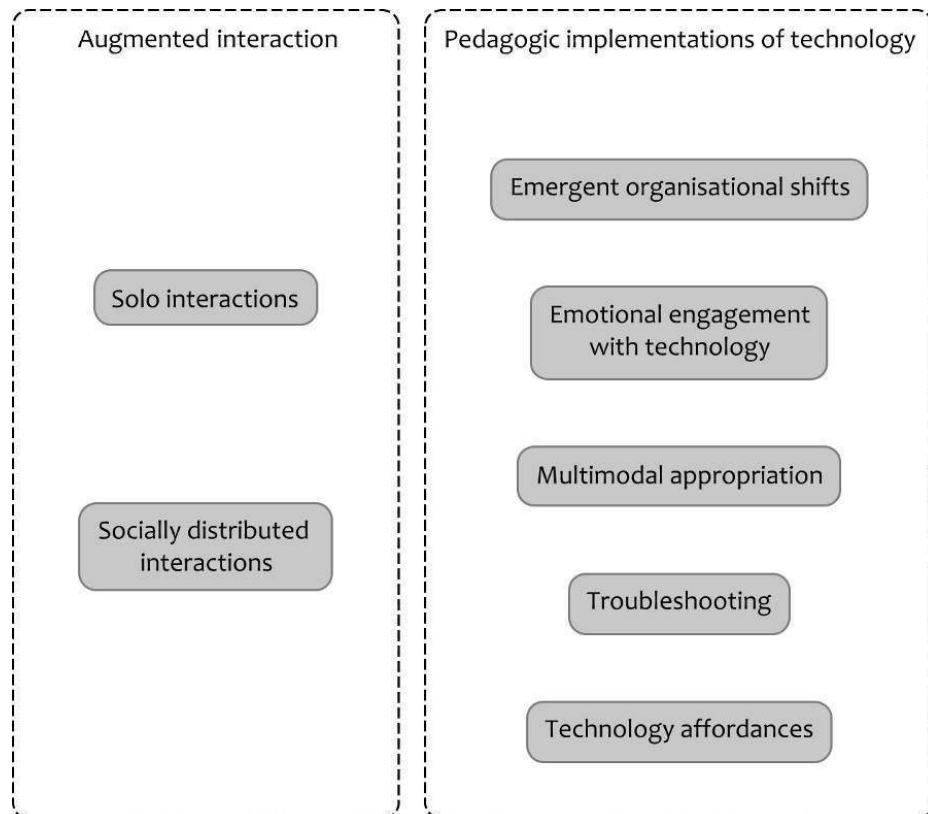 Augmented interaction
Solo interactions
Socially distributed
interactions
Pedagogic implementations of technology
Emergent organisational shifts
Emotional engagement
with technology
Multimodal appropriation
Troubleshooting
Technology affordances